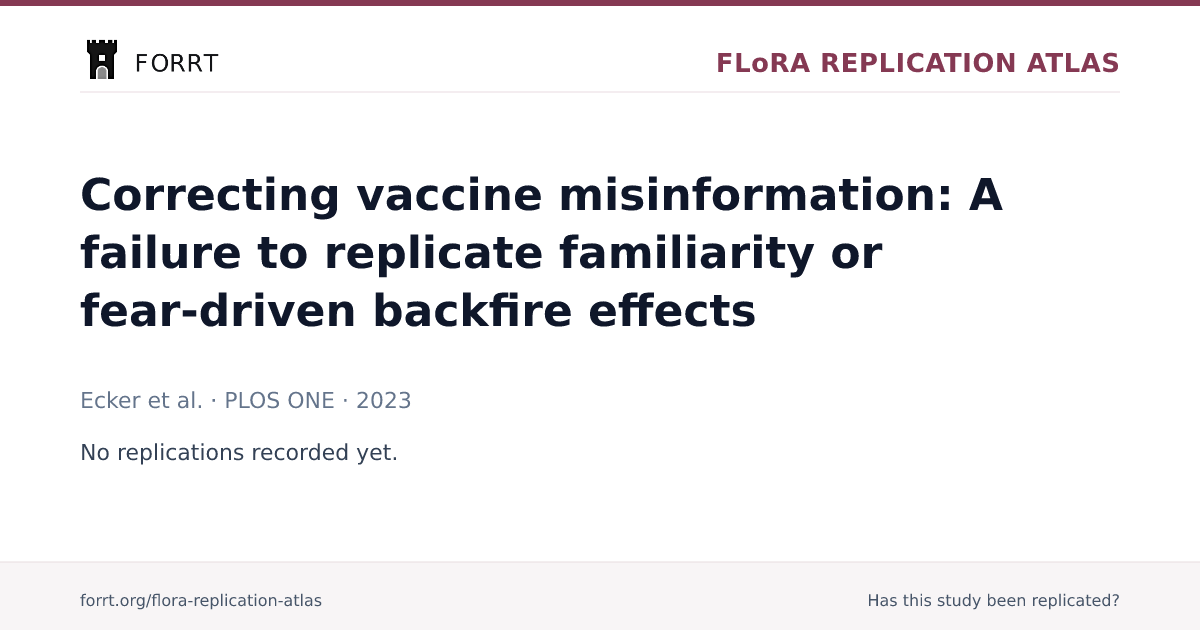 FORRT
FLoRA REPLICATION ATLAS
Correcting vaccine misinformation: A
failure to replicate familiarity or
fear-driven backfire effects
Ecker et al. · PLOS ONE · 2023
No replications recorded yet.
forrt.org/flora-replication-atlas
Has this study been replicated?